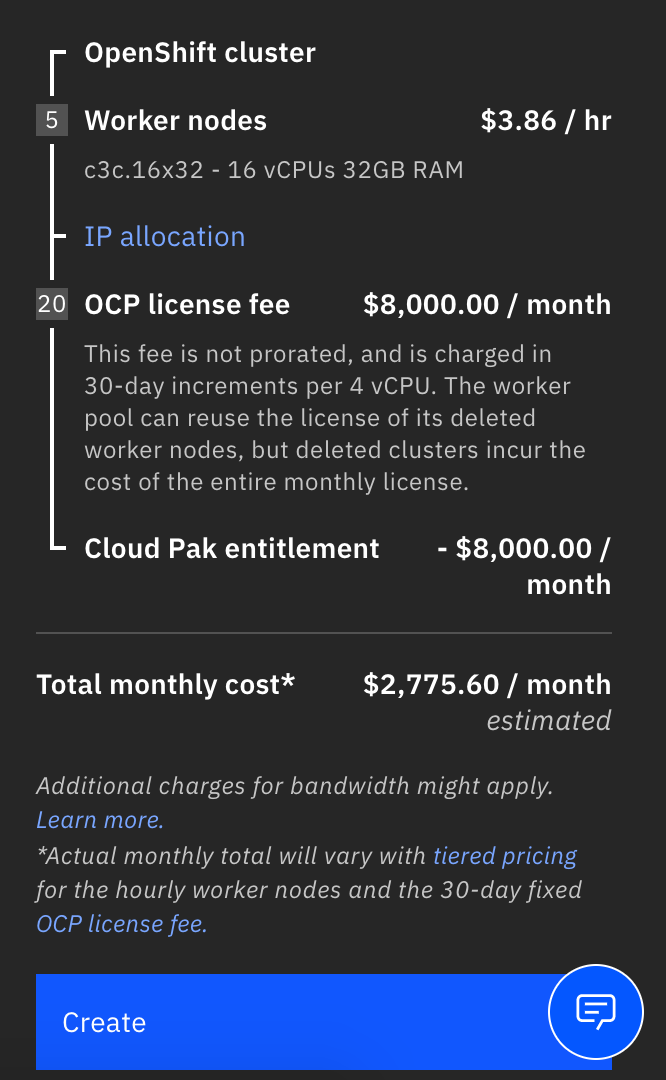 OpenShift cluster
5 Worker nodes $3.86 / hr
c3c.16x32 - 16 vCPUs 32GB RAM
IP allocation
20 OCP license fee $8,000.00 / month
This fee is not prorated, and is charged in
30-day increments per 4 vCPU. The worker
pool can reuse the license of its deleted
worker nodes, but deleted clusters incur the
cost of the entire monthly license.
Cloud Pak entitlement - $8,000.00 /
month
Total monthly cost* $2,775.60 / month
estimated
Additional charges for bandwidth might apply.
Learn more.
*Actual monthly total will vary with tiered pricing
for the hourly worker nodes and the 30-day fixed
OCP license fee.
Create